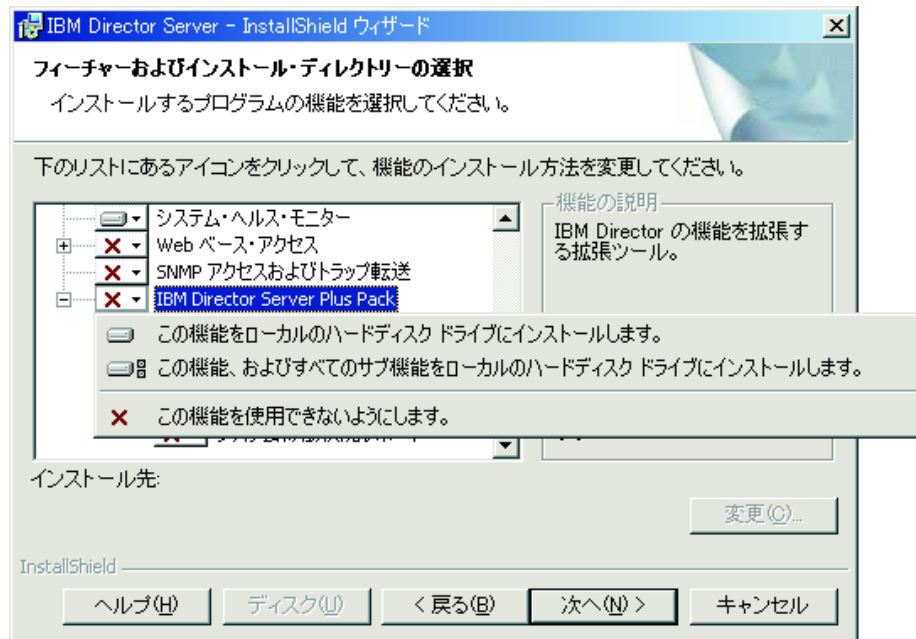 IBM Director Server - InstallShield ウィザード
フィーチャーおよびインストール・ディレクトリーの選択
インストールするプログラムの機能を選択してください。
下のリストにあるアイコンをクリックして、機能のインストール方法を変更してください。
システム・ヘルス・モニター
Web ベース・アクセス
SNMP アクセスおよびトラップ転送
IBM Director Server Plus Pack
機能の説明
IBM Director の機能を拡張す
る拡張ツール。
この機能をローカルのハードディスク ドライブにインストールします。
この機能、およびすべてのサブ機能をローカルのハードディスク ドライブにインストールします。
この機能を使用できないようにします。
インストール先:
変更(C)...
InstallShield
ヘルプ(H)
ディスク(U)
< 戻る(B)
次へ(N) >
キャンセル